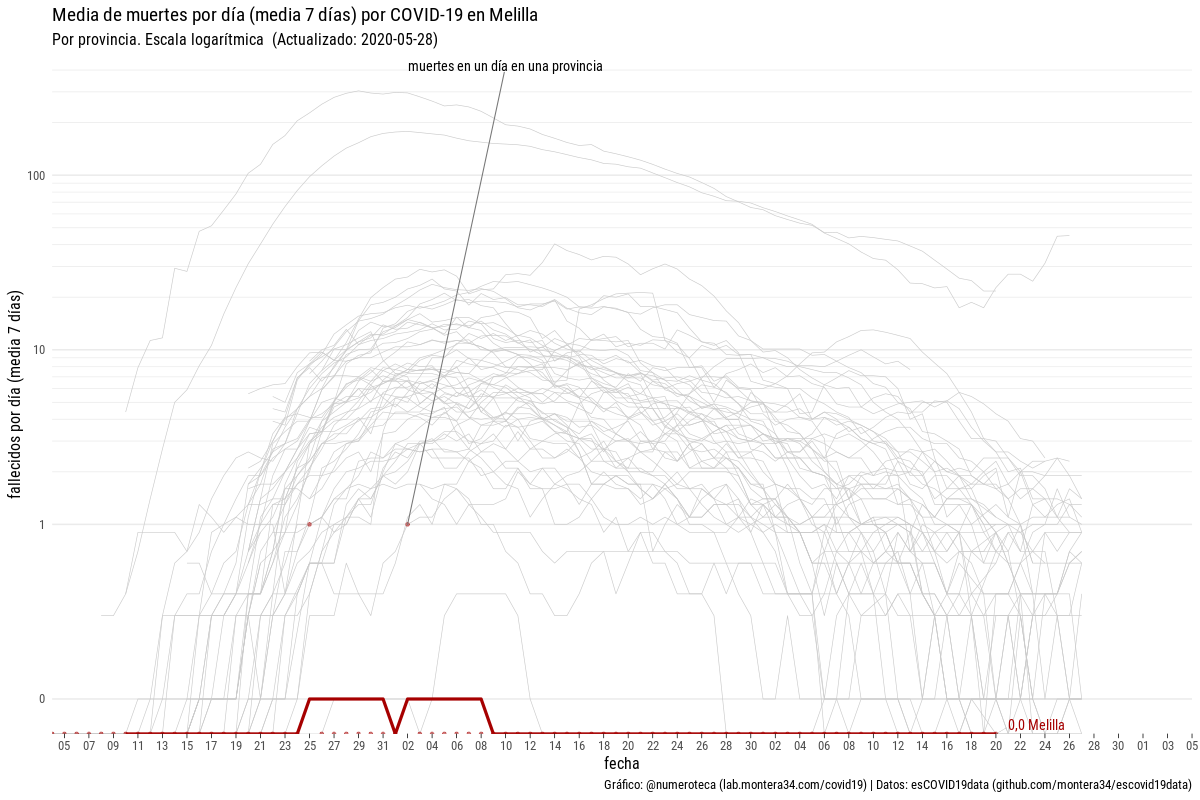 Media de muertes por día (media 7 días) por COVID-19 en Melilla
Por provincia. Escala logarítmica  (Actualizado: 2020-05-28)
muertes en un día en una provincia
fallecidos por día (media 7 días)
100
10
1
0
0,0 Melilla
05 07 09 11 13 15 17 19 21 23 25 27 29 31 02 04 06 08 10 12 14 16 18 20 22 24 26 28 30 02 04 06 08 10 12 14 16 18 20 22 24 26 28 30 01 03 05
fecha
Gráfico: @numeroteca (lab.montera34.com/covid19) | Datos: esCOVID19data (github.com/montera34/escovid19data)